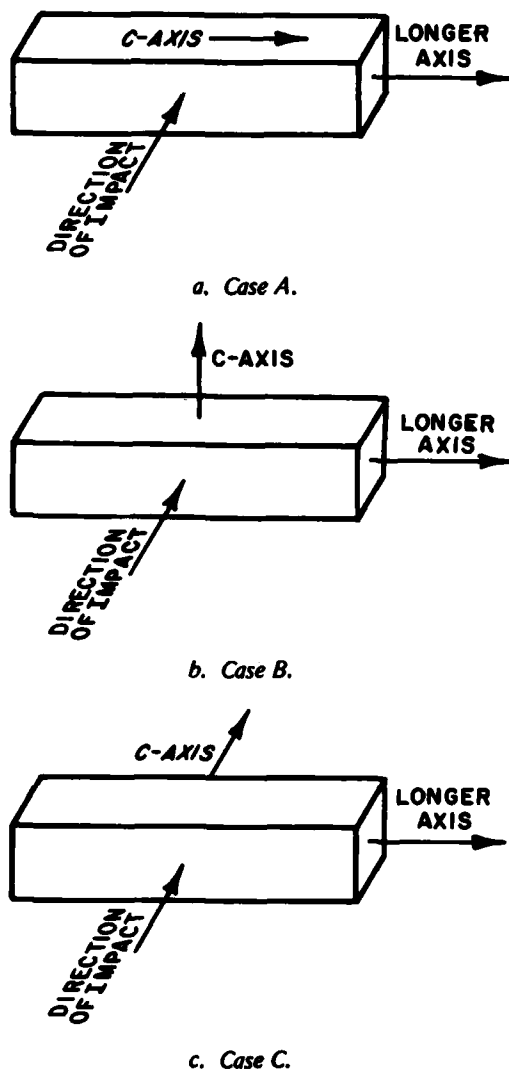 C-AXIS
LONGER
AXIS
DIRECTION
OF IMPACT
a. Case A.
C-AXIS
LONGER
AXIS
DIRECTION
OF IMPACT
b. Case B.
C-AXIS
LONGER
AXIS
DIRECTION
OF IMPACT
c. Case C.